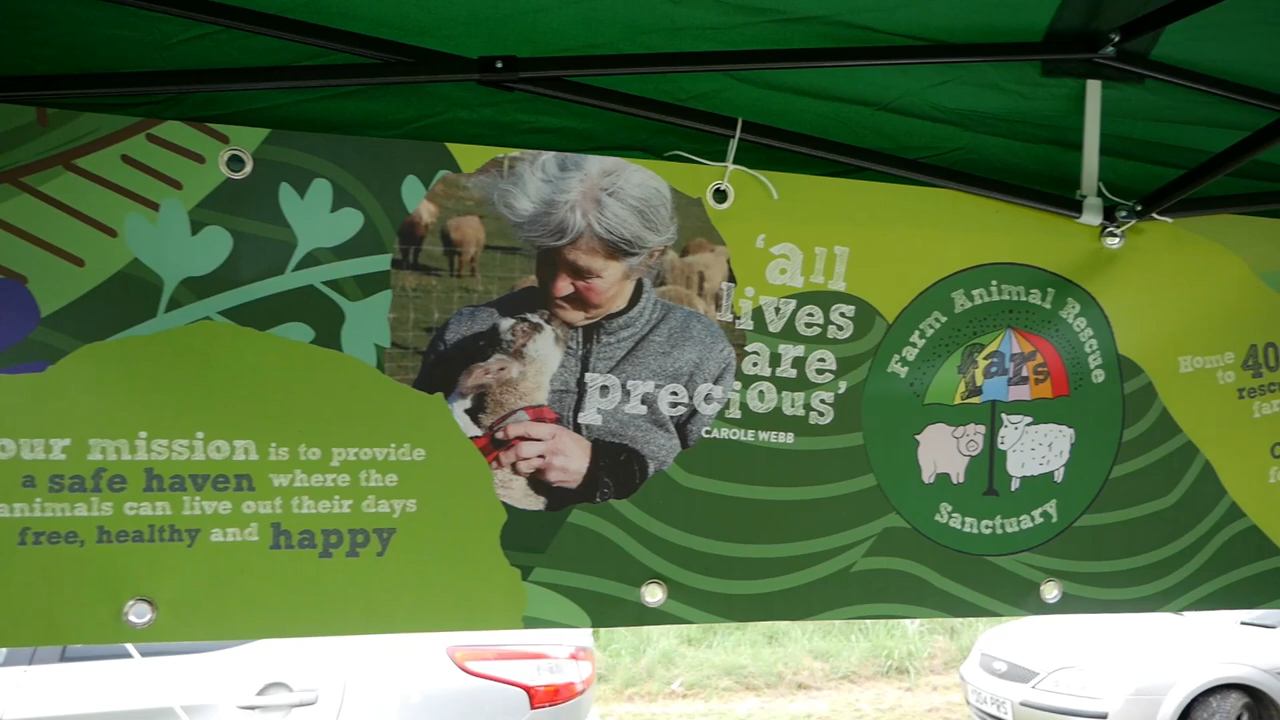 our mission is to provide
a safe haven where the
animals can live out their days
free, healthy and happy
'all
lives
are
precious'
CAROLE WEBB
Farm Animal Rescue
fars
Sanctuary
Home
to 40